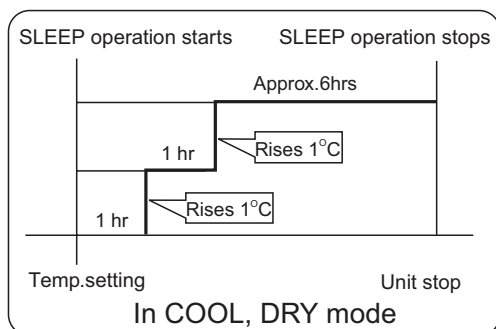 SLEEP operation starts
SLEEP operation stops
Approx.6hrs
1 hr
Rises 1°C
Rises 1°C
1 hr
Temp.setting
Unit stop
In COOL, DRY mode